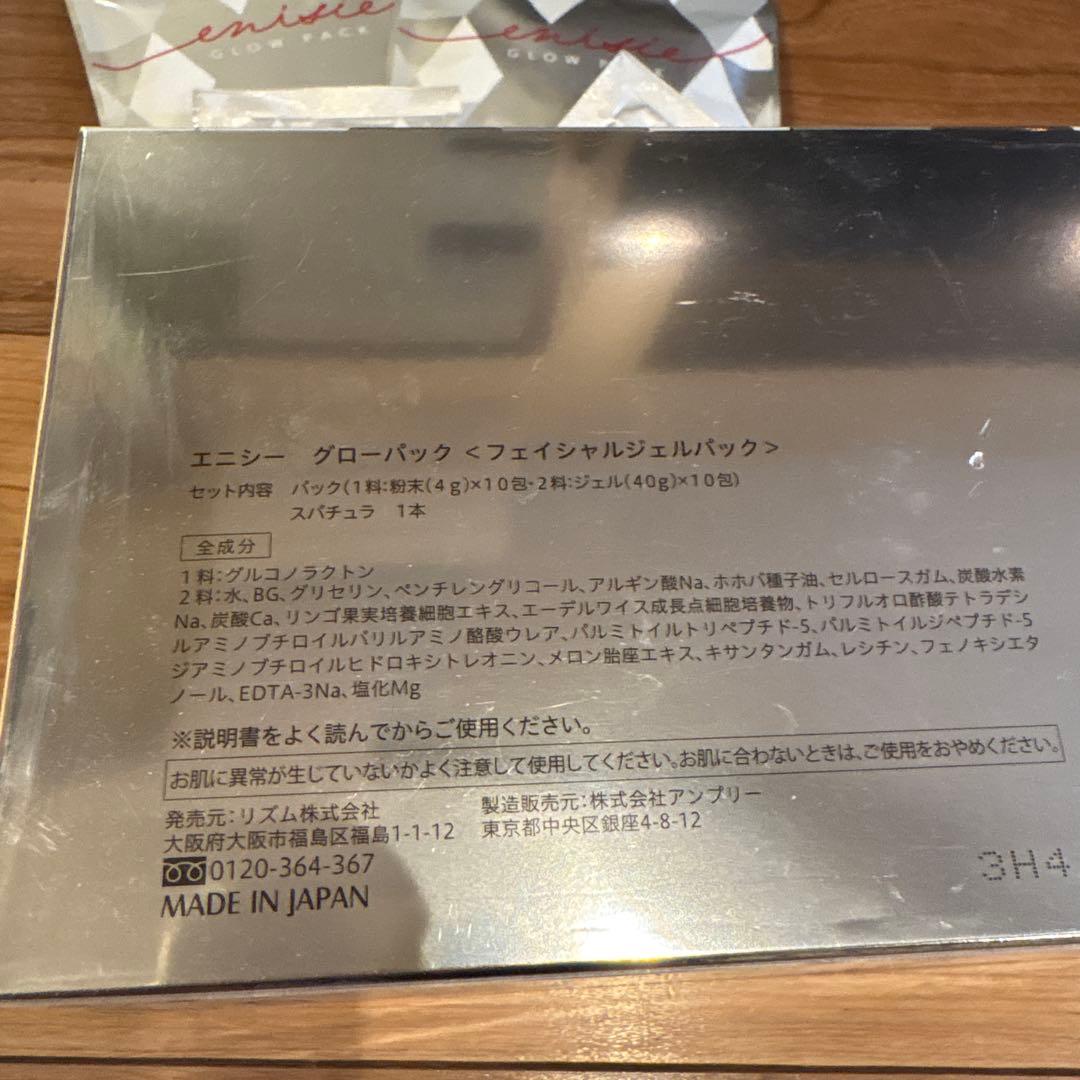 enisie
GLOW PACK
enisie
GLOW
エニシー　グローパック＜フェイシャルジェルパック＞
セット内容　パック(1料:粉末(4g)×10包・2料:ジェル(40g)×10包)
スパチュラ　1本
全成分
1料:グルコノラクトン
2料:水、BG、グリセリン、ペンチレングリコール、アルギン酸Na、ホホバ種子油、セルロースガム、炭酸水素
Na、炭酸Ca、リンゴ果実培養細胞エキス、エーデルワイス成長点細胞培養物、トリフルオロ酢酸テトラデシ
ルアミノブチロイルバリルアミノ酪酸ウレア、パルミトイルトリペプチド-5、パルミトイルジペプチド-5
ジアミノブチロイルヒドロキシトレオニン、メロン胎座エキス、キサンタンガム、レシチン、フェノキシエタ
ノール、EDTA-3Na、塩化Mg
※説明書をよく読んでからご使用ください。
お肌に異常が生じていないかよく注意して使用してください。お肌に合わないときは、ご使用をおやめください。
発売元:リズム株式会社
大阪府大阪市福島区福島1-1-12
0120-364-367
MADE IN JAPAN
製造販売元:株式会社アンプリー
東京都中央区銀座4-8-12
3H4